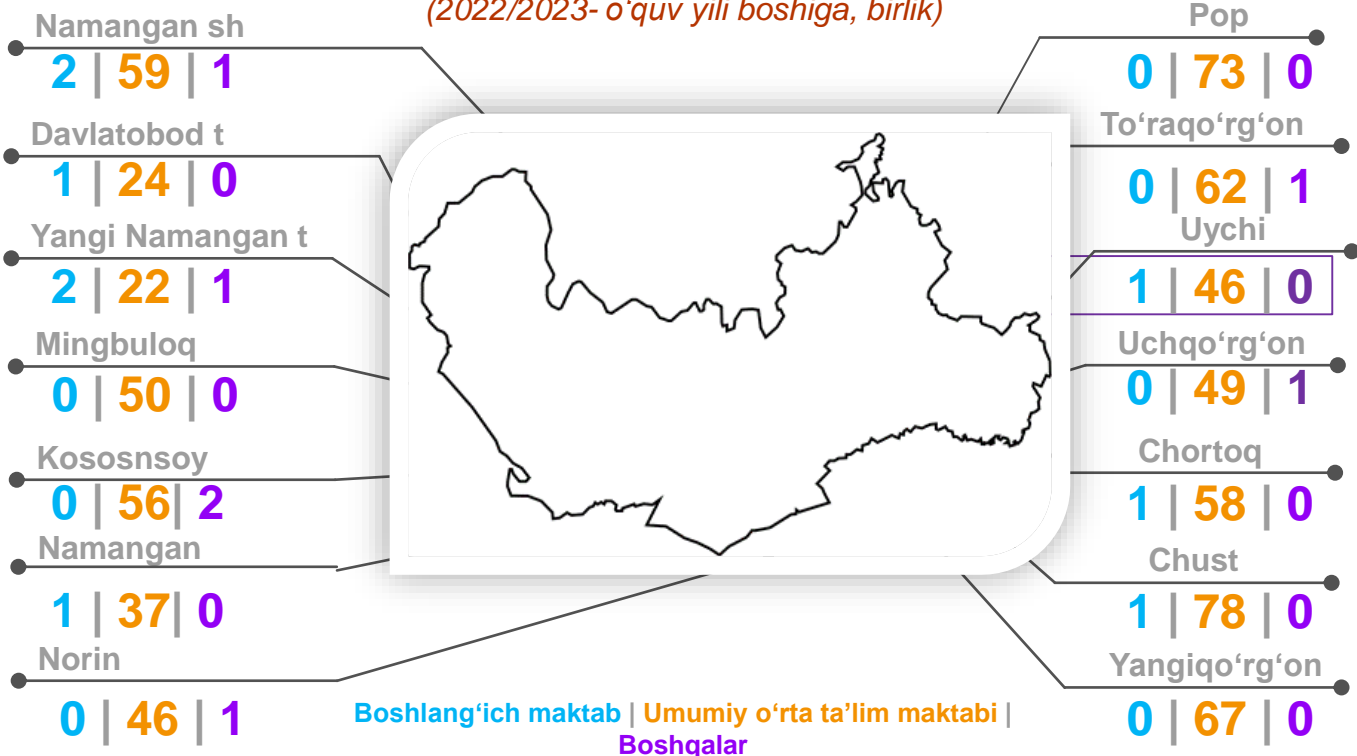 (2022/2023- o‘quv yili boshiga, birlik)
Namangan sh
2 | 59 | 1
Davlatobod t
1 | 24 | 0
Yangi Namangan t
2 | 22 | 1
Mingbuloq
0 | 50 | 0
Kososnsoy
0 | 56| 2
Namangan
1 | 37| 0
Norin
0 | 46 | 1
Pop
0 | 73 | 0
To‘raqo‘rg‘on
0 | 62 | 1
Uychi
1 | 46 | 0
Uchqo‘rg‘on
0 | 49 | 1
Chortoq
1 | 58 | 0
Chust
1 | 78 | 0
Yangiqo‘rg‘on
0 | 67 | 0
Boshlang‘ich maktab | Umumiy o‘rta ta’lim maktabi |
Boshqalar